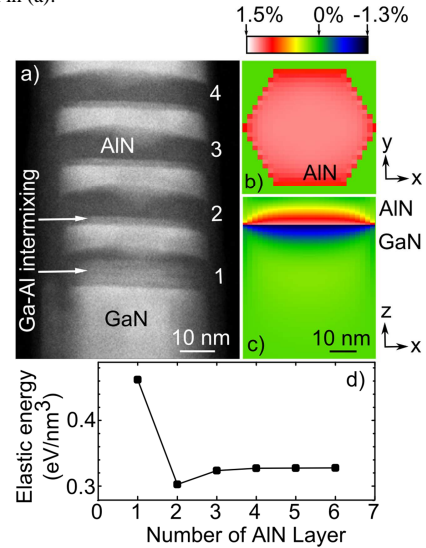 n in (a).
1.5% 0% -1.3%
a)
4
AlN
3
2
1
Ga-Al intermixing
GaN
10 nm
AlN
b)
y
x
AlN
GaN
c)
10 nm
z
x
d)
Elastic energy
(eV/nm³)
0.4
0.3
0 1 2 3 4 5 6 7
Number of AlN Layer